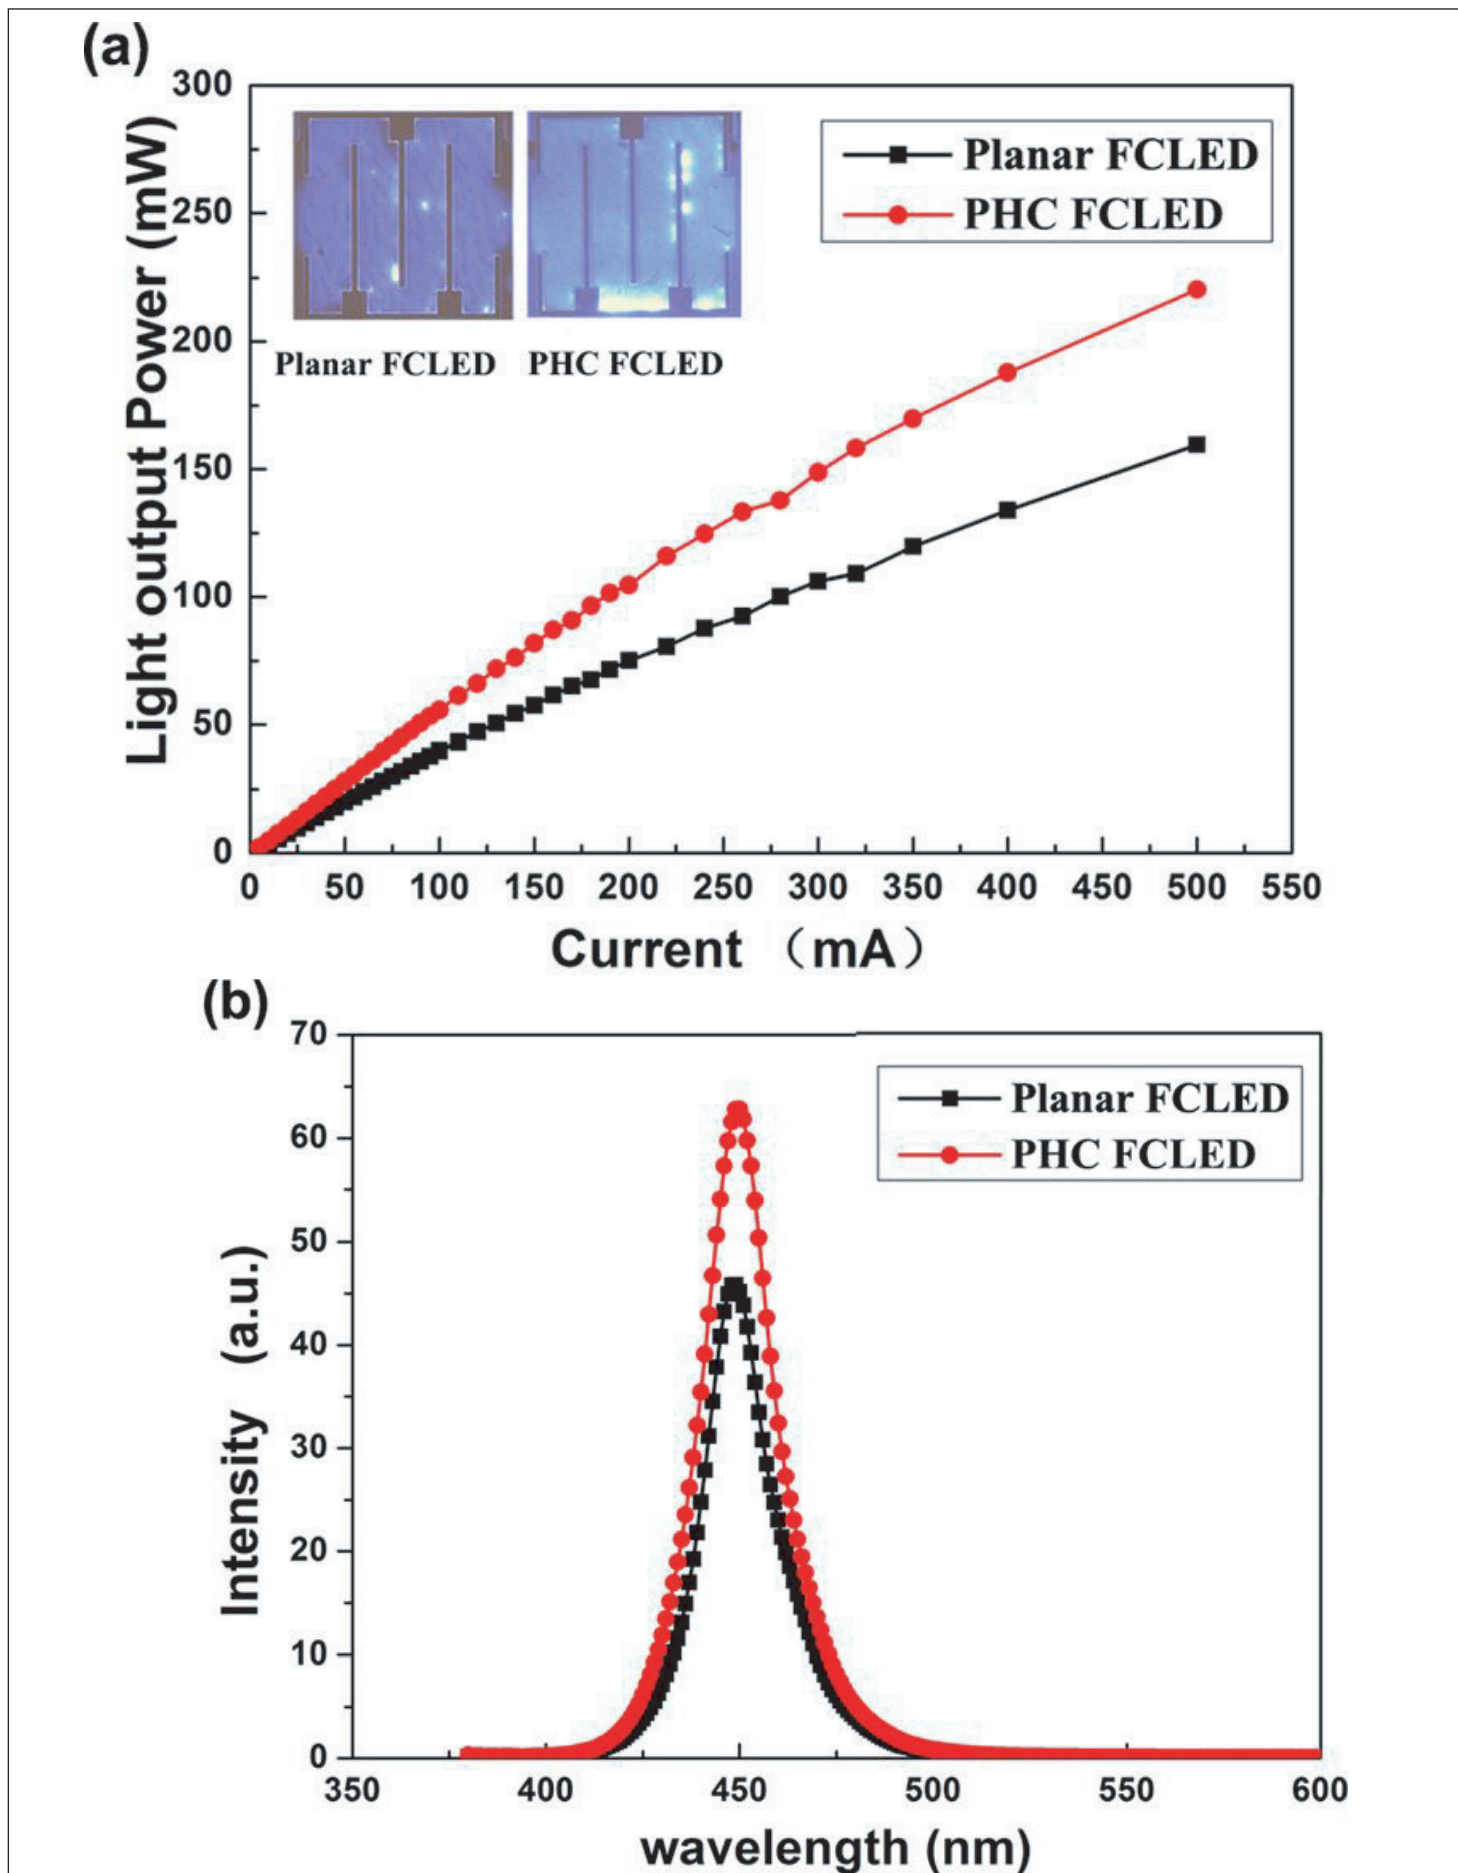 (a)
300
250
200
150
100
50
0
Light output Power (mW)
Planar FCLED
PHC FCLED
Planar FCLED PHC FCLED
0 50 100 150 200 250 300 350 400 450 500 550
Current （mA）
(b)
70
60
50
40
30
20
10
0
Intensity (a.u.)
Planar FCLED
PHC FCLED
350 400 450 500 550 600
wavelength (nm)